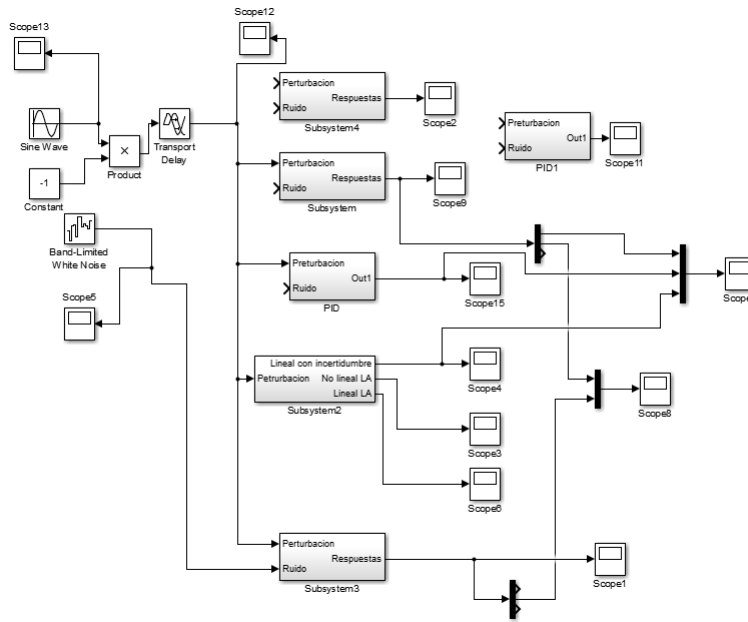 Scope13
Scope12
Sine Wave
×
Product
Transport
Delay
-1
Constant
Band-Limited
White Noise
Scope5
Perturbacion
Ruido
Respuestas
Subsystem4
Scope2
Preturbacion
Ruido
Out1
PID1
Scope11
Perturbacion
Ruido
Respuestas
Subsystem
Scope9
Preturbacion
Ruido
Out1
PID
Scope15
Scope
Petrurbacion
Lineal con incertidumbre
No lineal LA
Lineal LA
Subsystem2
Scope4
Scope3
Scope6
Scope8
Perturbacion
Ruido
Respuestas
Subsystem3
Scope1